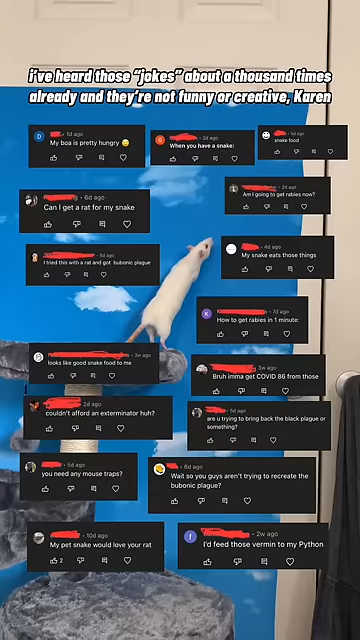 i've heard those "jokes" about a thousand times
already and they're not funny or creative, Karen
D
1d ago
My boa is pretty hungry 😋
G
2d ago
When you have a snake:
6d ago
snake food
6d ago
Can I get a rat for my snake
2d ago
Am I going to get rabies now?
4d ago
I tried this with a rat and got bubonic plague
4d ago
My snake eats those things
K
7d ago
How to get rabies in 1 minute:
3w ago
looks like good snake food to me
3w ago
Bruh imma get COVID 86 from those
2d ago
couldn't afford an exterminator huh?
6d ago
are u trying to bring back the black plague or
something?
5d ago
you need any mouse traps?
6d ago
Wait so you guys aren't trying to recreate the
bubonic plague?
10d ago
My pet snake would love your rat
2
f
2w ago
I'd feed those vermin to my Python